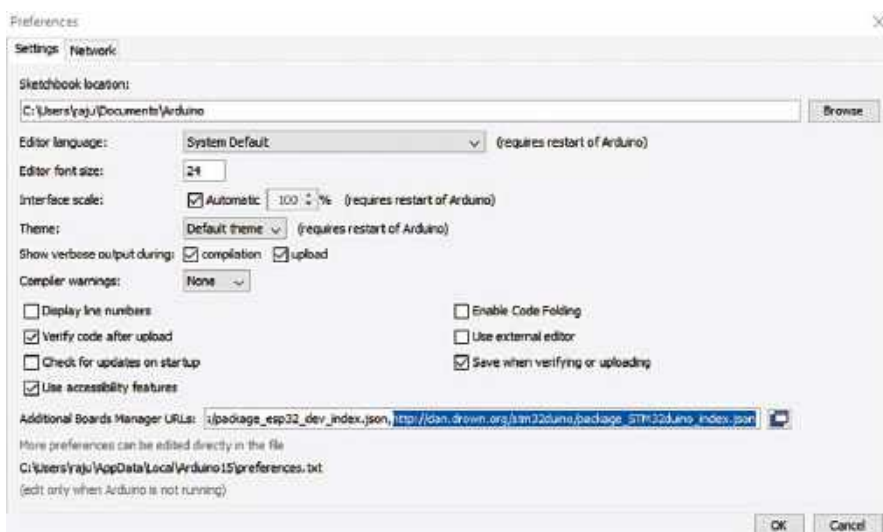 Preferences
Settings Network
Sketchbook location:
C:\Users\raju\Documents\Arduino Browse
Editor language: System Default (requires restart of Arduino)
Editor font size: 24
Interface scale: Automatic 100 % (requires restart of Arduino)
Theme: Default theme (requires restart of Arduino)
Show verbose output during: compilation upload
Compiler warnings: None
Display line numbers Enable Code Folding
Verify code after upload Use external editor
Check for updates on startup Save when verifying or uploading
Use accessibility features
Additional Boards Manager URLs: ɩ/package_esp32_dev_index.json,http://dan.drown.org/stm32duino/package_STM32duino_index.json
More preferences can be edited directly in the file
C:\Users\raju\AppData\Local\Arduino15\preferences.txt
(edit only when Arduino is not running)
OK Cancel